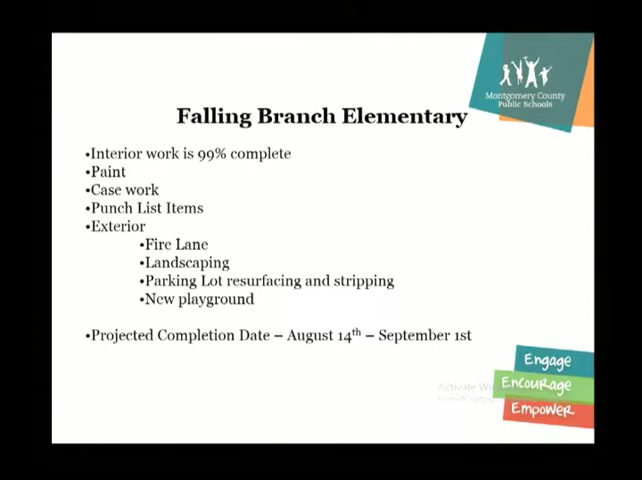 Montgomery County
Public Schools
Falling Branch Elementary
•Interior work is 99% complete
•Paint
•Case work
•Punch List Items
•Exterior
•Fire Lane
•Landscaping
•Parking Lot resurfacing and stripping
•New playground
•Projected Completion Date – August 14th – September 1st
Engage
Activate
Encourage
Empower